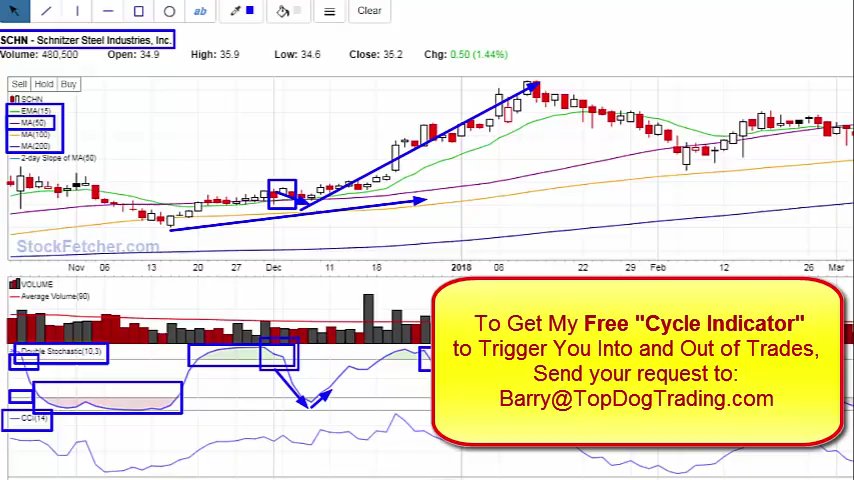 ab
Clear
SCHN - Schnitzer Steel Industries, Inc.
Volume: 480,500 Open: 34.9 High: 35.9 Low: 34.6 Close: 35.2 Chg: 0.50 (1.44%)
Sell Hold Buy
SCHN
EMA(15)
MA(50)
MA(100)
MA(200)
2-day Slope of MA(50)
StockFetcher.com
Nov 06 13 20 27 Dec 11 18 2018 22 29 Feb 12 26 Mar
VOLUME
Average Volume(90)
Double Stochastic(10,3)
CCI(14)
To Get My Free "Cycle Indicator"
to Trigger You Into and Out of Trades,
Send your request to:
Barry@TopDogTrading.com